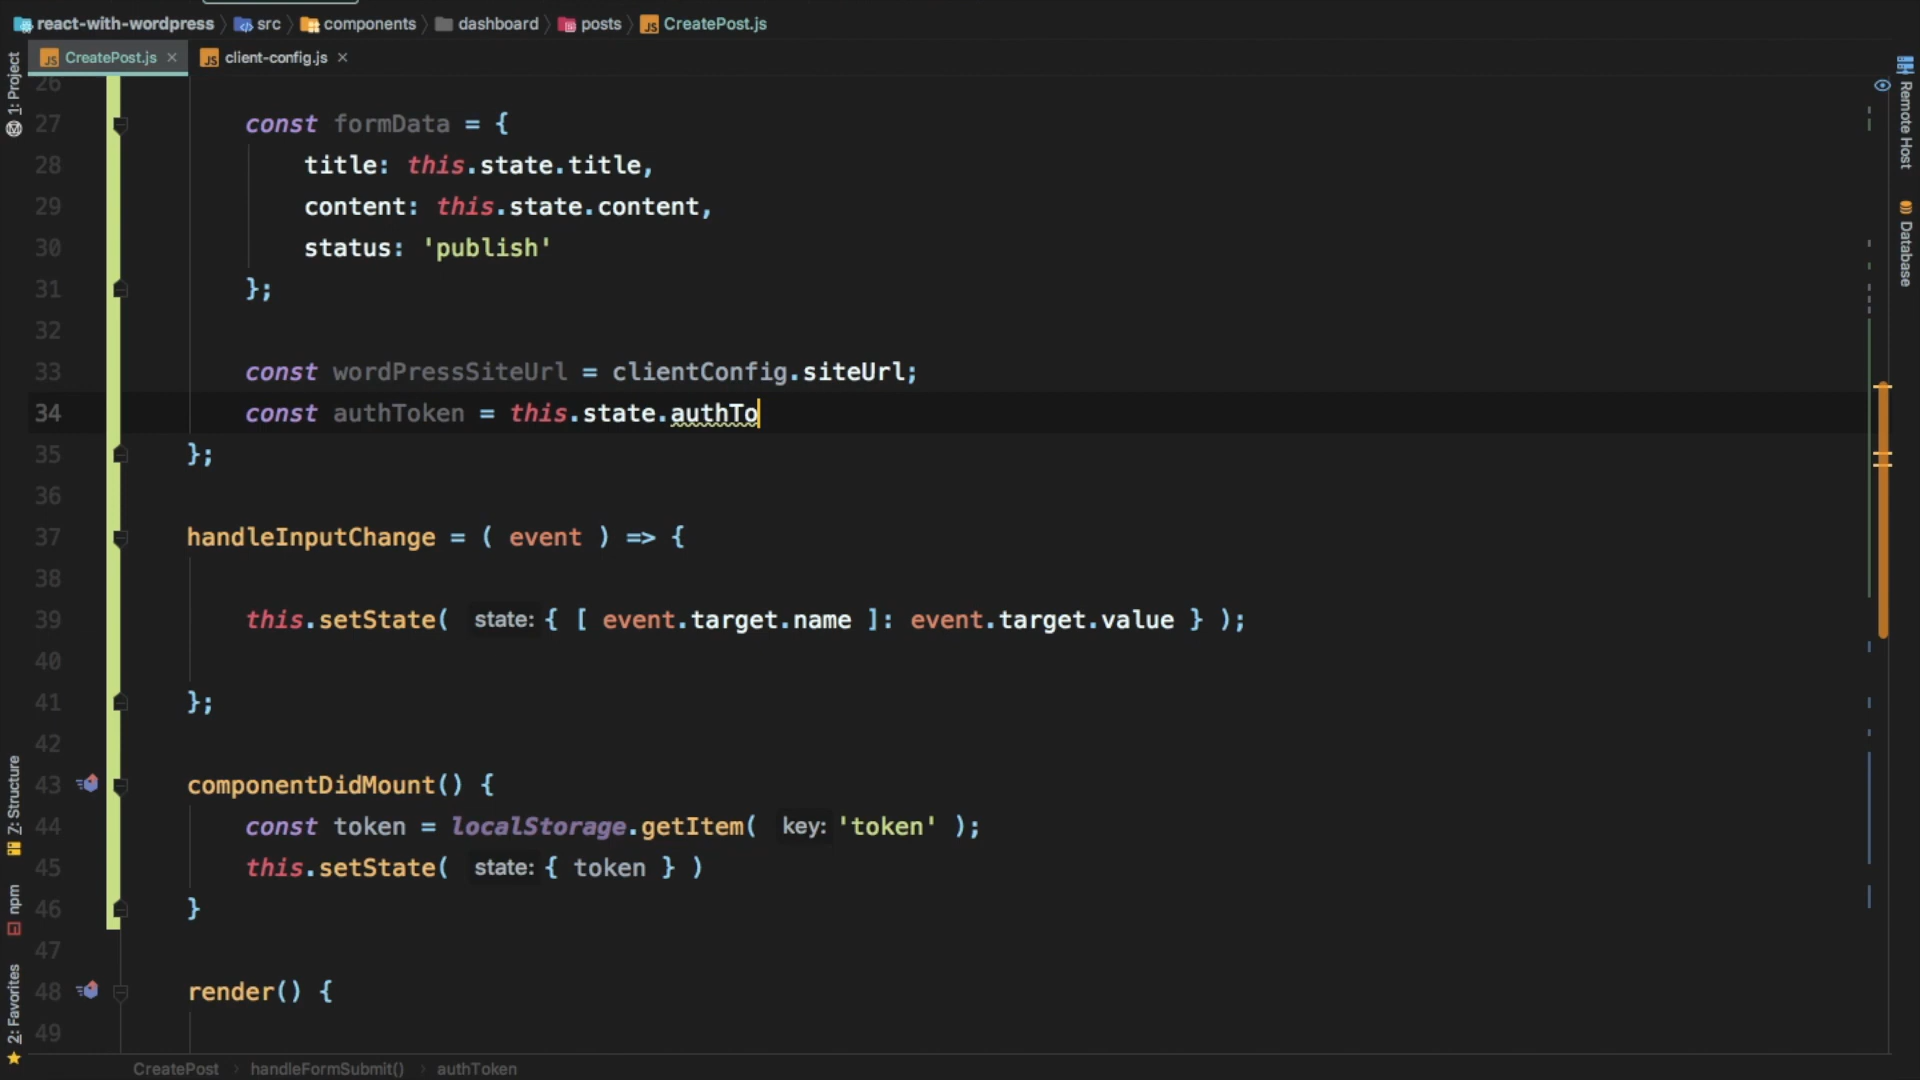 react-with-wordpress src components dashboard posts CreatePost.js
CreatePost.js client-config.js
1: Project
Z: Structure
npm
2: Favorites
Remote Host
Database
26
27 const formData = {
28 title: this.state.title,
29 content: this.state.content,
30 status: 'publish'
31 };
32
33 const wordPressSiteUrl = clientConfig.siteUrl;
34 const authToken = this.state.authTo
35 };
36
37 handleInputChange = ( event ) => {
38
39 this.setState( state: { [ event.target.name ]: event.target.value } );
40
41 };
42
43 componentDidMount() {
44 const token = localStorage.getItem( key: 'token' );
45 this.setState( state: { token } )
46 }
47
48 render() {
49
CreatePost handleFormSubmit() authToken